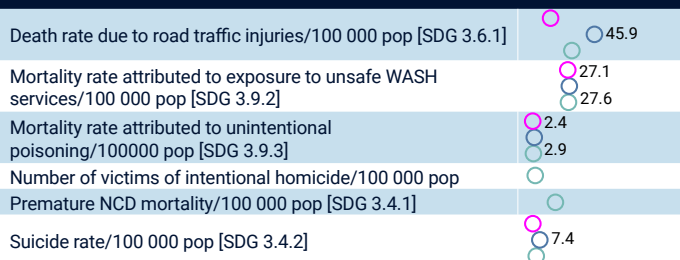 Death rate due to road traffic injuries/100 000 pop [SDG 3.6.1]
45.9
Mortality rate attributed to exposure to unsafe WASH
services/100 000 pop [SDG 3.9.2]
27.1
27.6
Mortality rate attributed to unintentional
poisoning/100000 pop [SDG 3.9.3]
2.4
2.9
Number of victims of intentional homicide/100 000 pop
Premature NCD mortality/100 000 pop [SDG 3.4.1]
Suicide rate/100 000 pop [SDG 3.4.2]
7.4